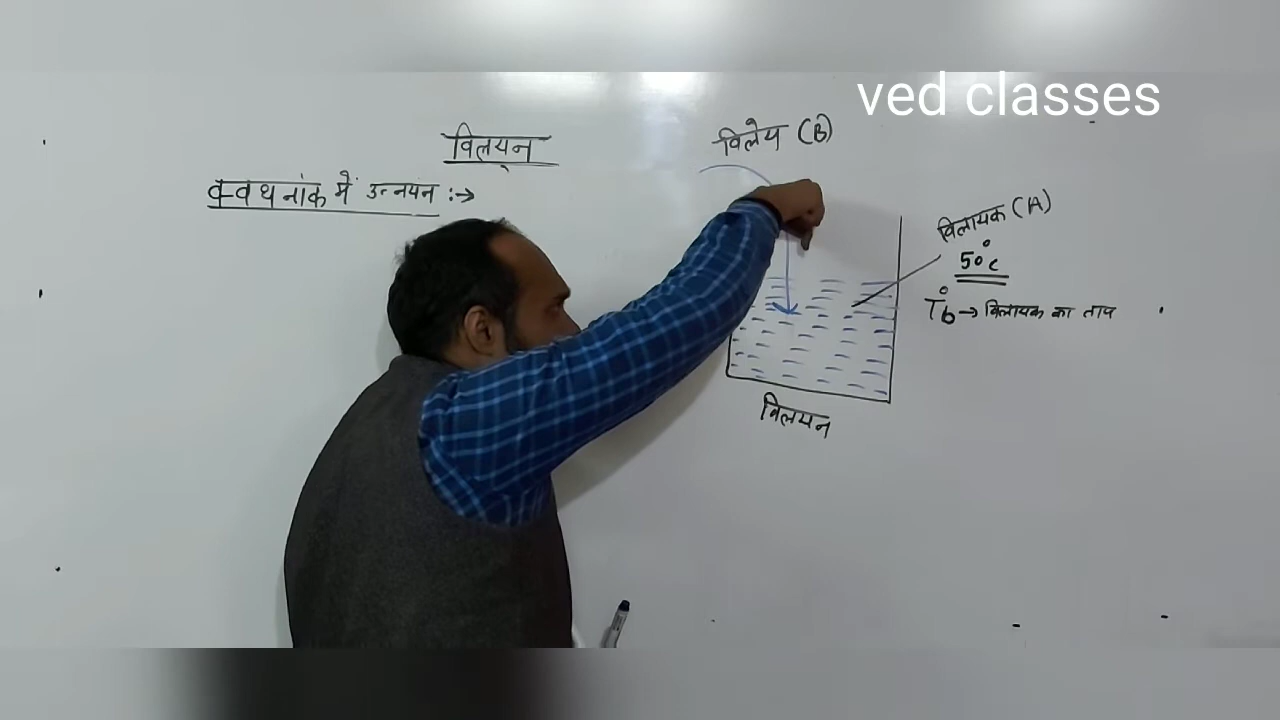 ved classes
विलयन
क्वथनांक में उन्नयन :→
विलेय (B)
विलायक (A)
50°c
T°b → विलायक का ताप
विलयन